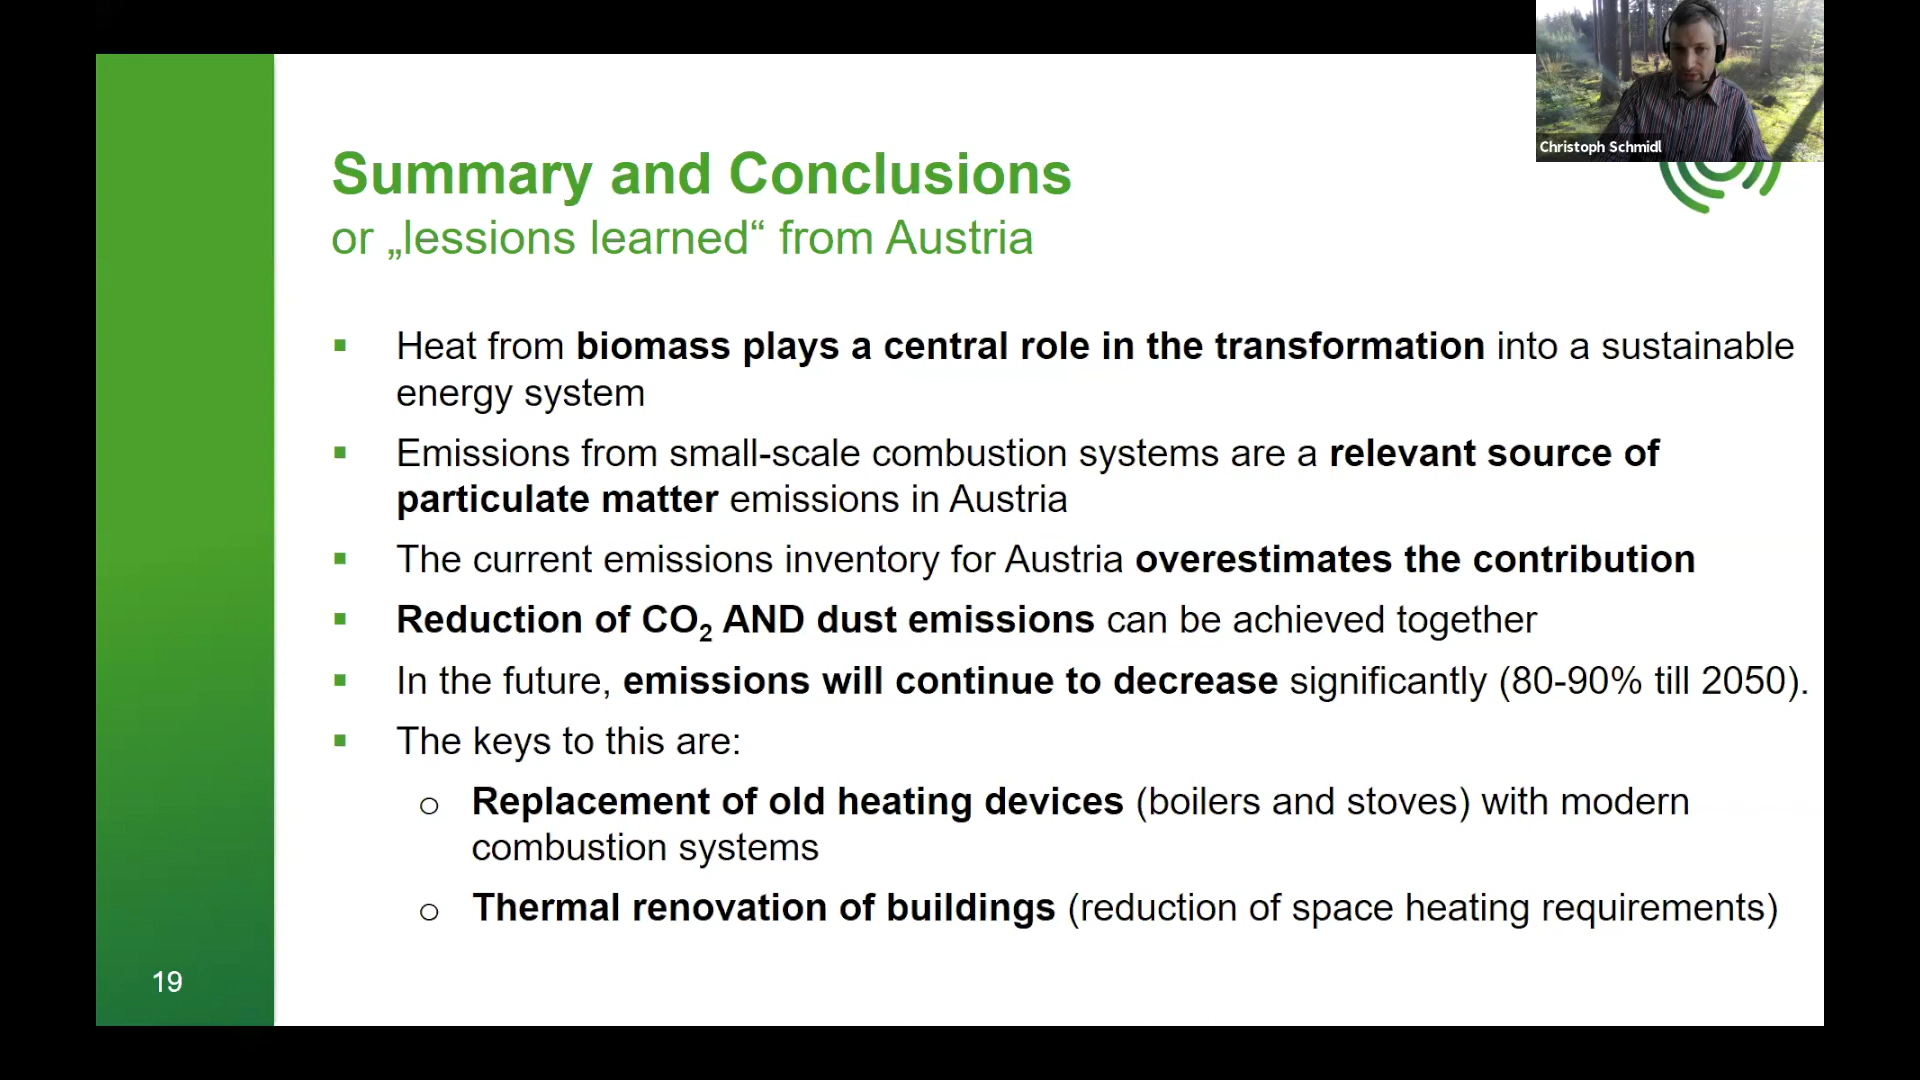 Christoph Schmidl
Summary and Conclusions
or „lessions learned“ from Austria
▪ Heat from biomass plays a central role in the transformation into a sustainable
energy system
▪ Emissions from small-scale combustion systems are a relevant source of
particulate matter emissions in Austria
▪ The current emissions inventory for Austria overestimates the contribution
▪ Reduction of CO₂ AND dust emissions can be achieved together
▪ In the future, emissions will continue to decrease significantly (80-90% till 2050).
▪ The keys to this are:
o Replacement of old heating devices (boilers and stoves) with modern
combustion systems
o Thermal renovation of buildings (reduction of space heating requirements)
19